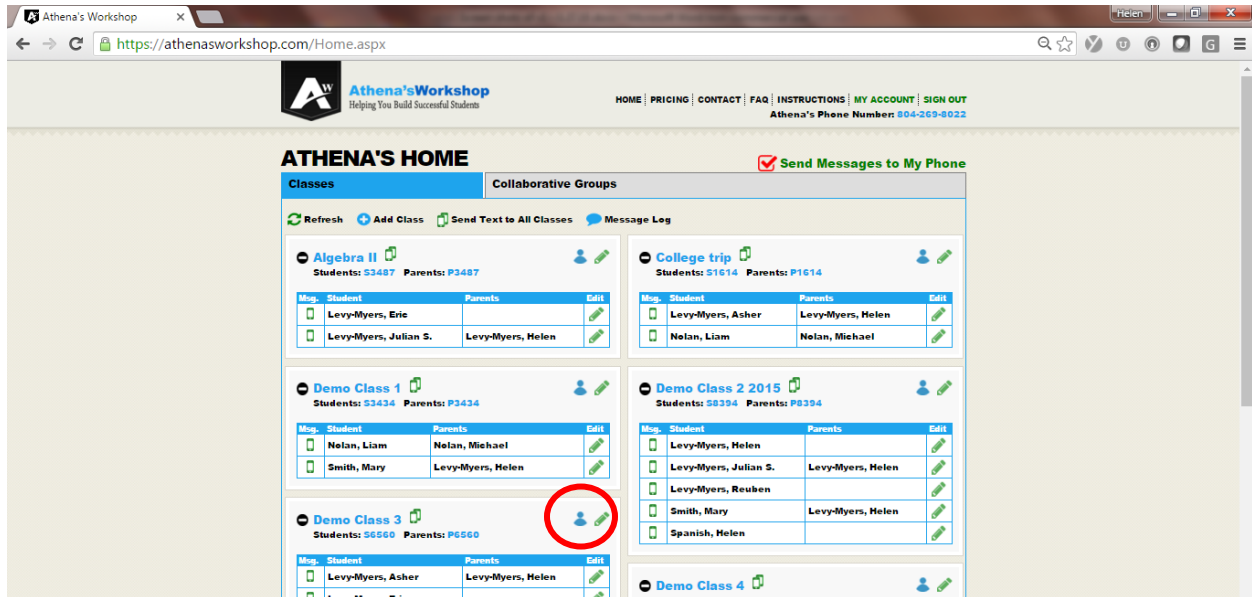 Athena's Workshop
Helen
https://athenasworkshop.com/Home.aspx
Athena'sWorkshop
Helping You Build Successful Students
HOME PRICING CONTACT FAQ INSTRUCTIONS MY ACCOUNT SIGN OUT
Athena's Phone Number: 804-269-8022
ATHENA'S HOME
Send Messages to My Phone
Classes Collaborative Groups
Refresh Add Class Send Text to All Classes Message Log
Algebra II
Students: S3487 Parents: P3487
Msg. Student Parents Edit
Levy-Myers, Eric
Levy-Myers, Julian S. Levy-Myers, Helen
College trip
Students: S1614 Parents: P1614
Msg. Student Parents Edit
Levy-Myers, Asher Levy-Myers, Helen
Nolan, Liam Nolan, Michael
Demo Class 1
Students: S3434 Parents: P3434
Msg. Student Parents Edit
Nolan, Liam Nolan, Michael
Smith, Mary Levy-Myers, Helen
Demo Class 2 2015
Students: S8394 Parents: P8394
Msg. Student Parents Edit
Levy-Myers, Helen
Levy-Myers, Julian S. Levy-Myers, Helen
Levy-Myers, Reuben
Smith, Mary Levy-Myers, Helen
Spanish, Helen
Demo Class 3
Students: S6560 Parents: P6560
Msg. Student Parents Edit
Levy-Myers, Asher Levy-Myers, Helen
Demo Class 4